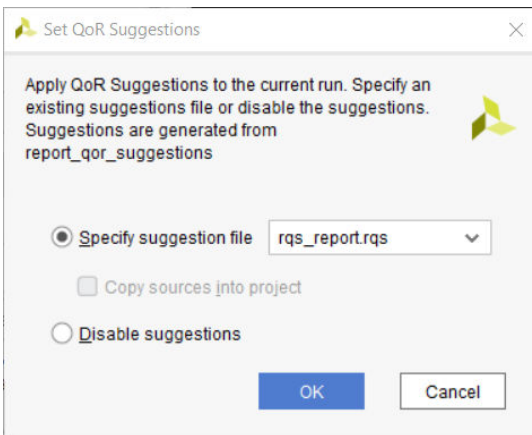 Set QoR Suggestions
Apply QoR Suggestions to the current run. Specify an
existing suggestions file or disable the suggestions.
Suggestions are generated from
report_qor_suggestions
Specify suggestion file rqs_report.rqs
Copy sources into project
Disable suggestions
OK Cancel